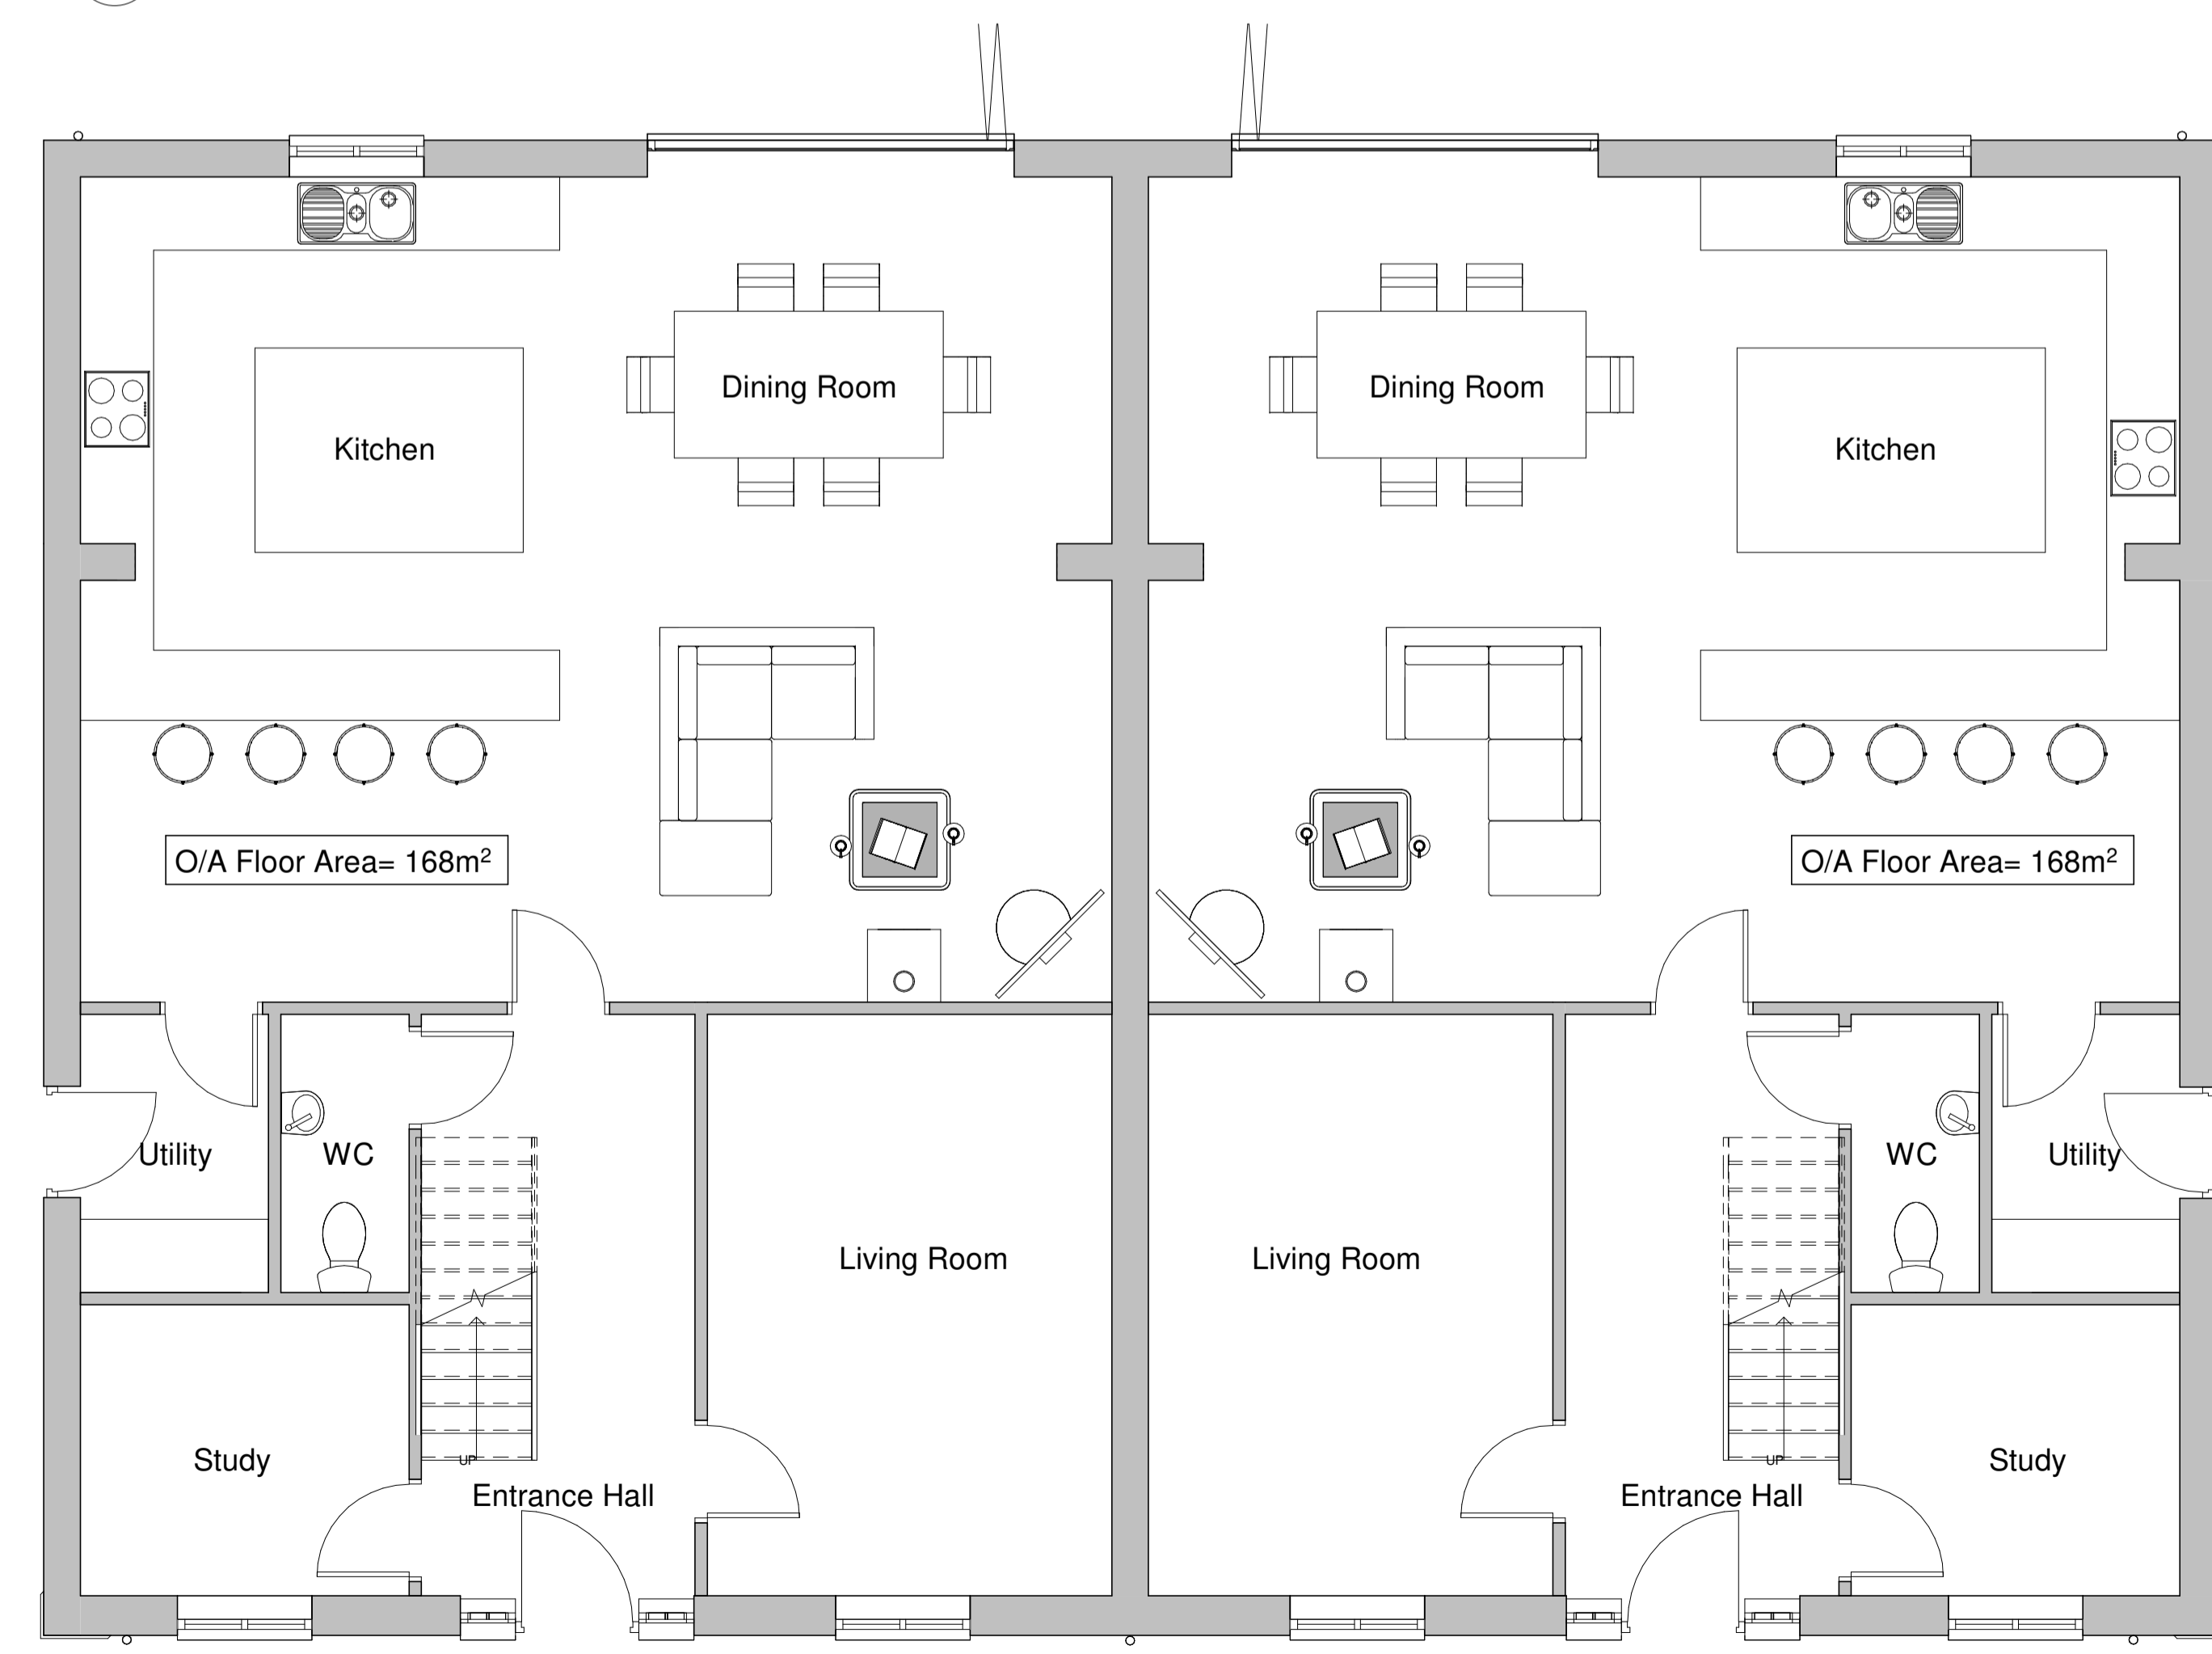 Dining Room
Dining Room
Kitchen
Kitchen
O/A Floor Area= 168m²
O/A Floor Area= 168m²
Utility
WC
WC
Utility
Living Room
Living Room
Study
UP
UP
Study
Entrance Hall
Entrance Hall